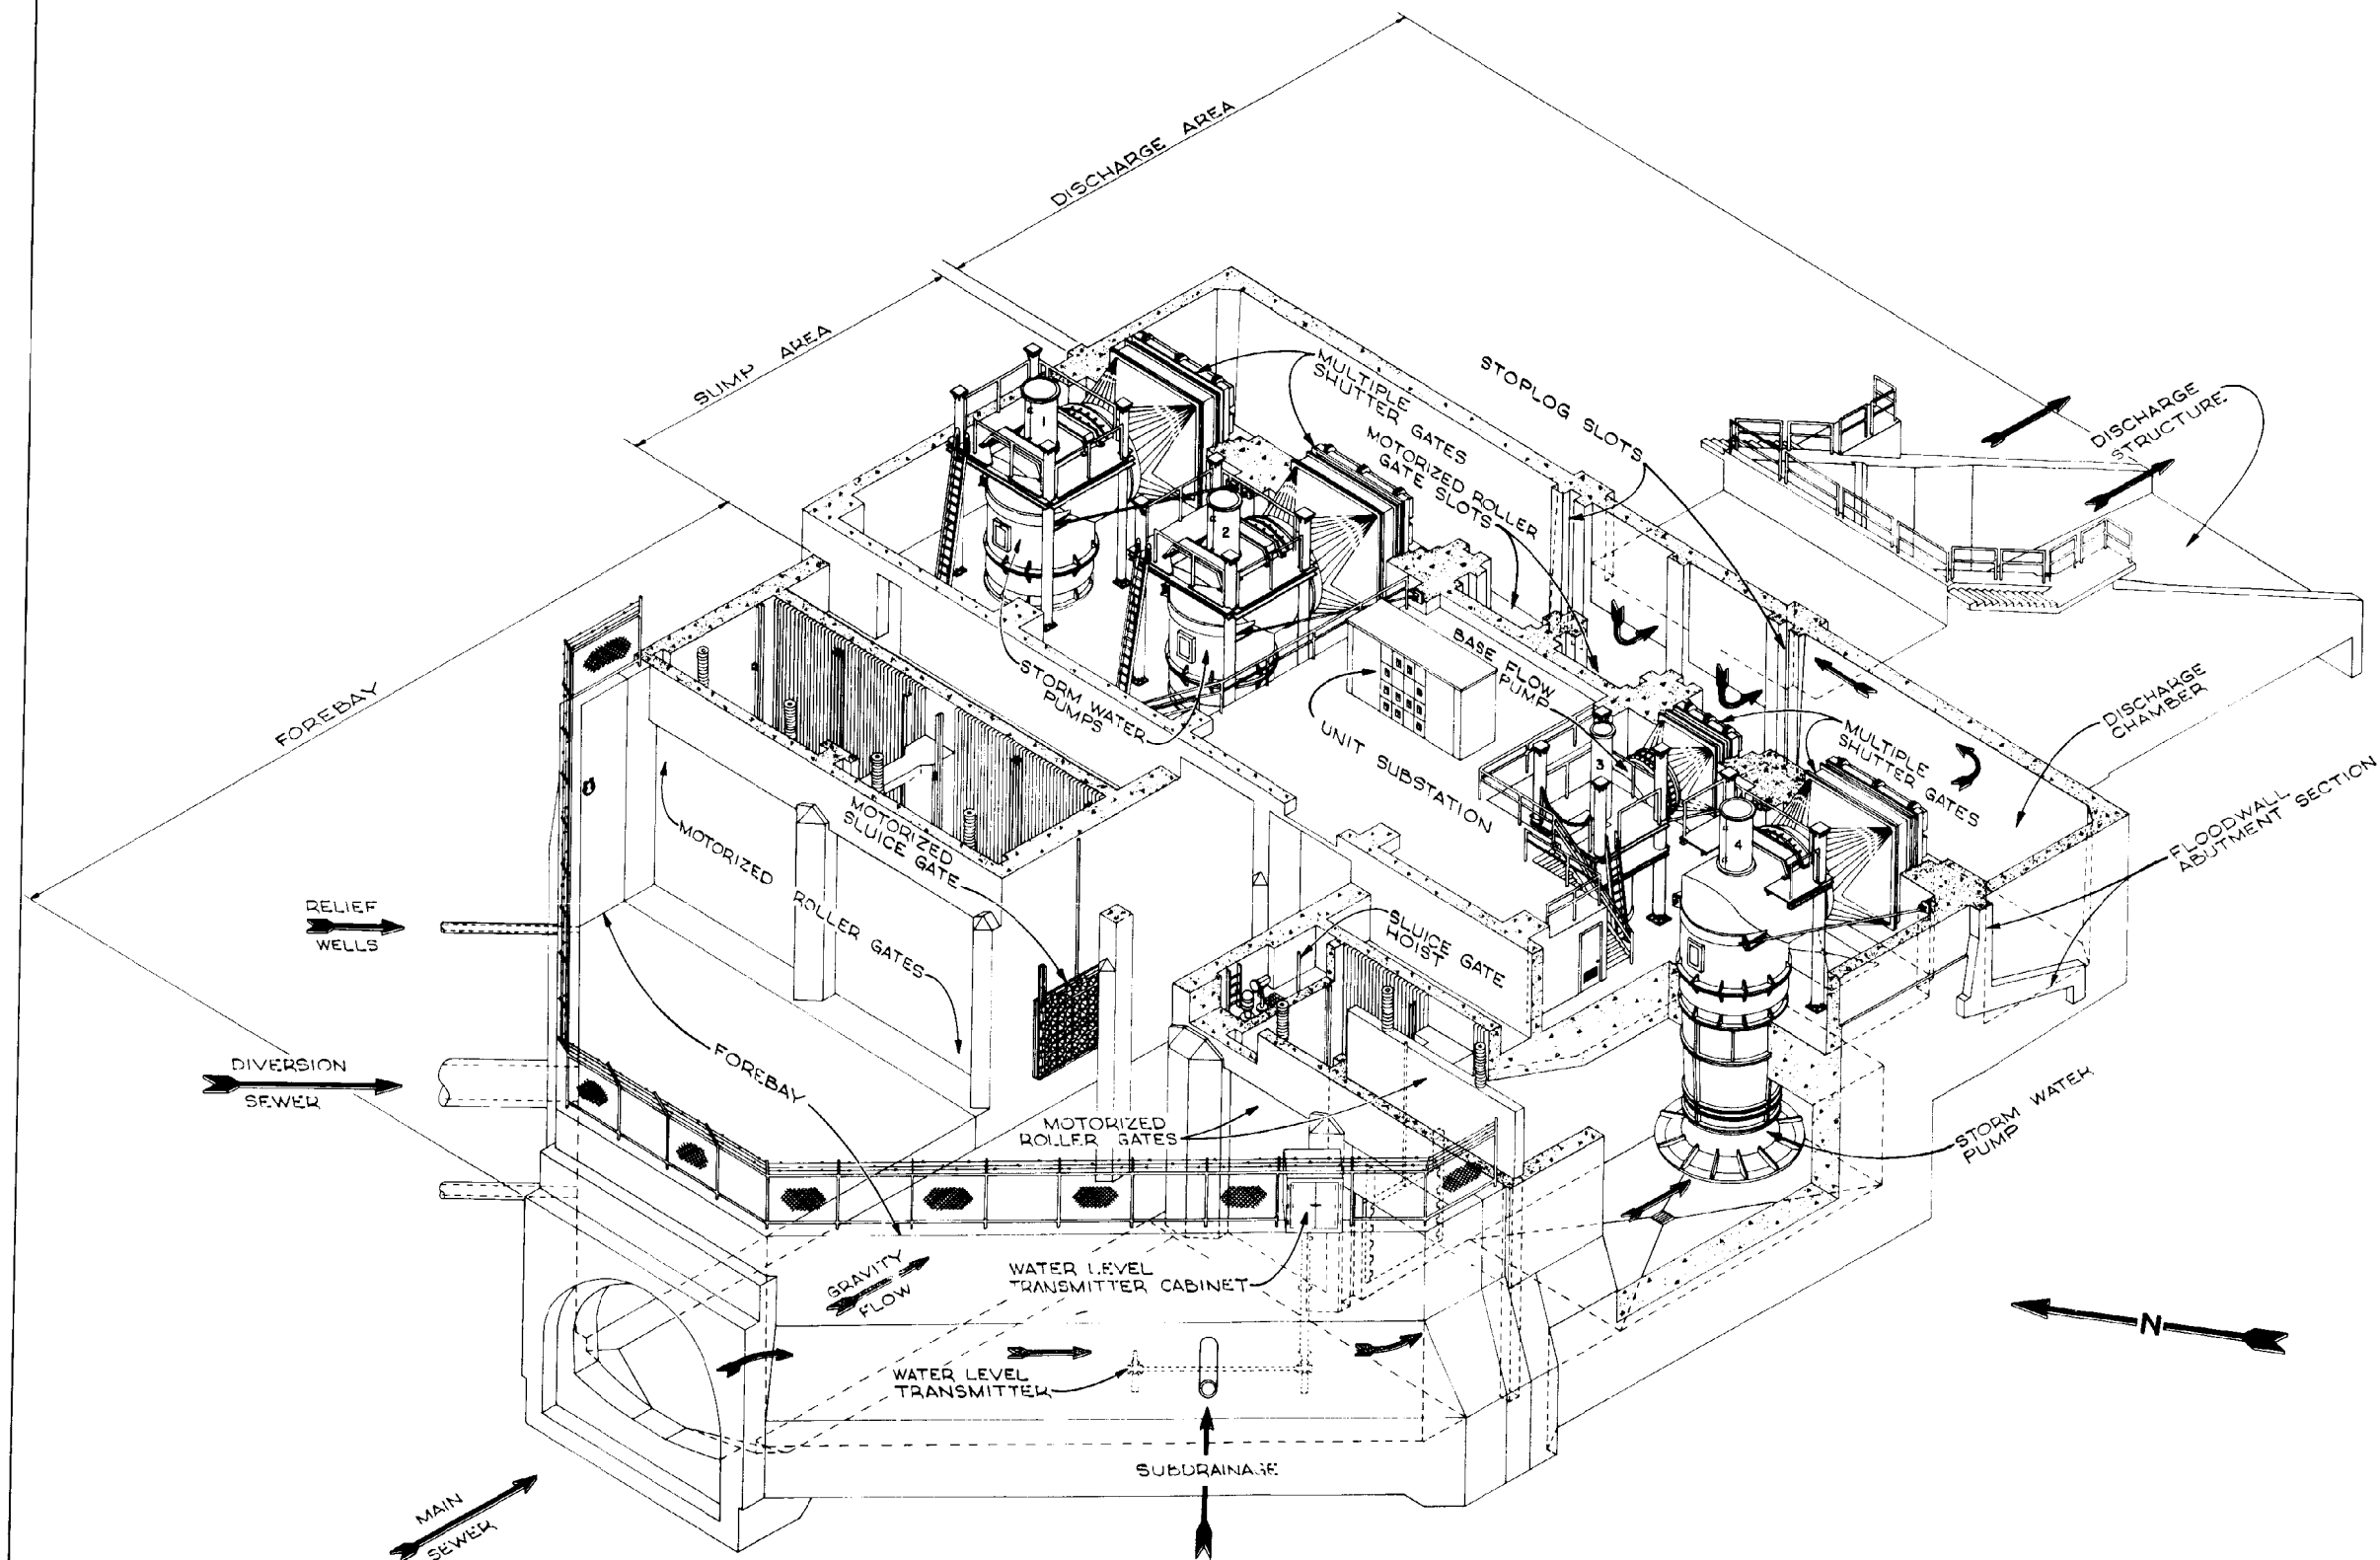 DISCHARGE AREA
SUMP AREA
FOREBAY
MULTIPLE
SHUTTER GATES
MOTORIZED ROLLER
GATE SLOTS
STOPLOG SLOTS
DISCHARGE
STRUCTURE
1
2
STORM WATER
PUMPS
BASE FLOW
PUMP
UNIT SUBSTATION
3
4
MULTIPLE
SHUTTER GATES
DISCHARGE
CHAMBER
FLOODWALL
ABUTMENT SECTION
MOTORIZED
SLUICE GATE
MOTORIZED ROLLER GATES
RELIEF
WELLS
SLUICE GATE
HOIST
DIVERSION
SEWER
FOREBAY
MOTORIZED
ROLLER GATES
STORM WATER
PUMP
GRAVITY
FLOW
WATER LEVEL
TRANSMITTER CABINET
WATER LEVEL
TRANSMITTER
N
SUBDRAINAGE
MAIN
SEWER